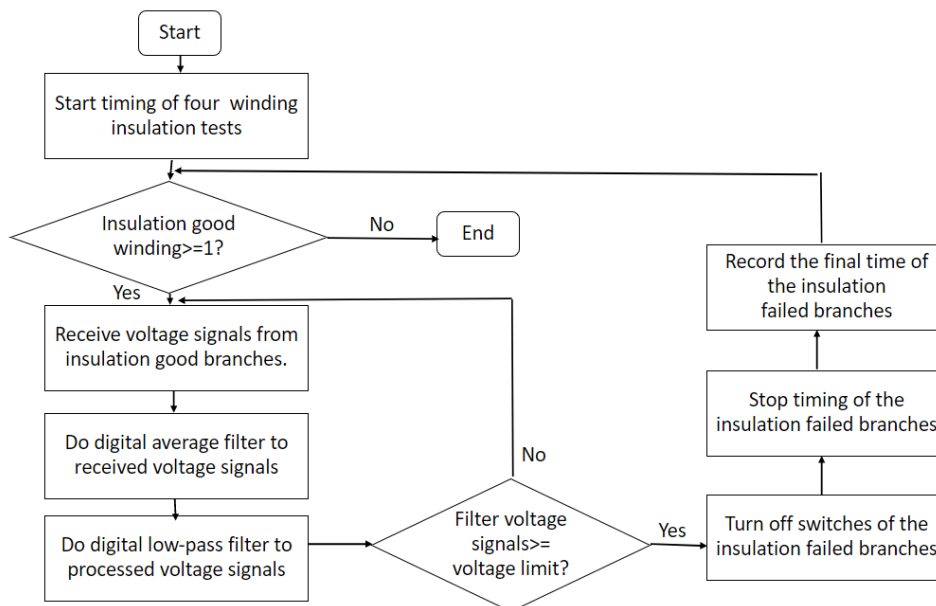 Start
Start timing of four winding
insulation tests
Insulation good
winding>=1?
No
End
Yes
Receive voltage signals from
insulation good branches.
Do digital average filter to
received voltage signals
Do digital low-pass filter to
processed voltage signals
Filter voltage
signals>=
voltage limit?
No
Yes
Turn off switches of the
insulation failed branches
Stop timing of the
insulation failed branches
Record the final time of
the insulation
failed branches